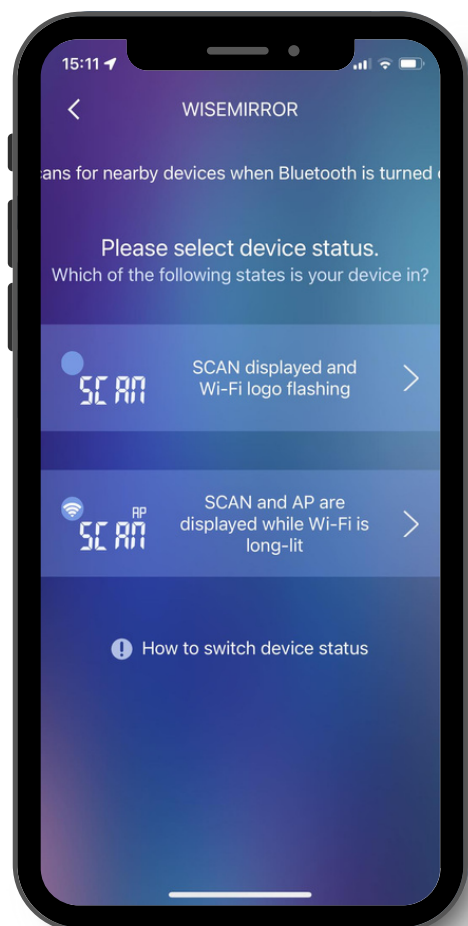 15:11
WISEMIRROR
ans for nearby devices when Bluetooth is turned
Please select device status.
Which of the following states is your device in?
SCAN
SCAN displayed and
Wi-Fi logo flashing
AP
SCAN
SCAN and AP are
displayed while Wi-Fi is
long-lit
How to switch device status